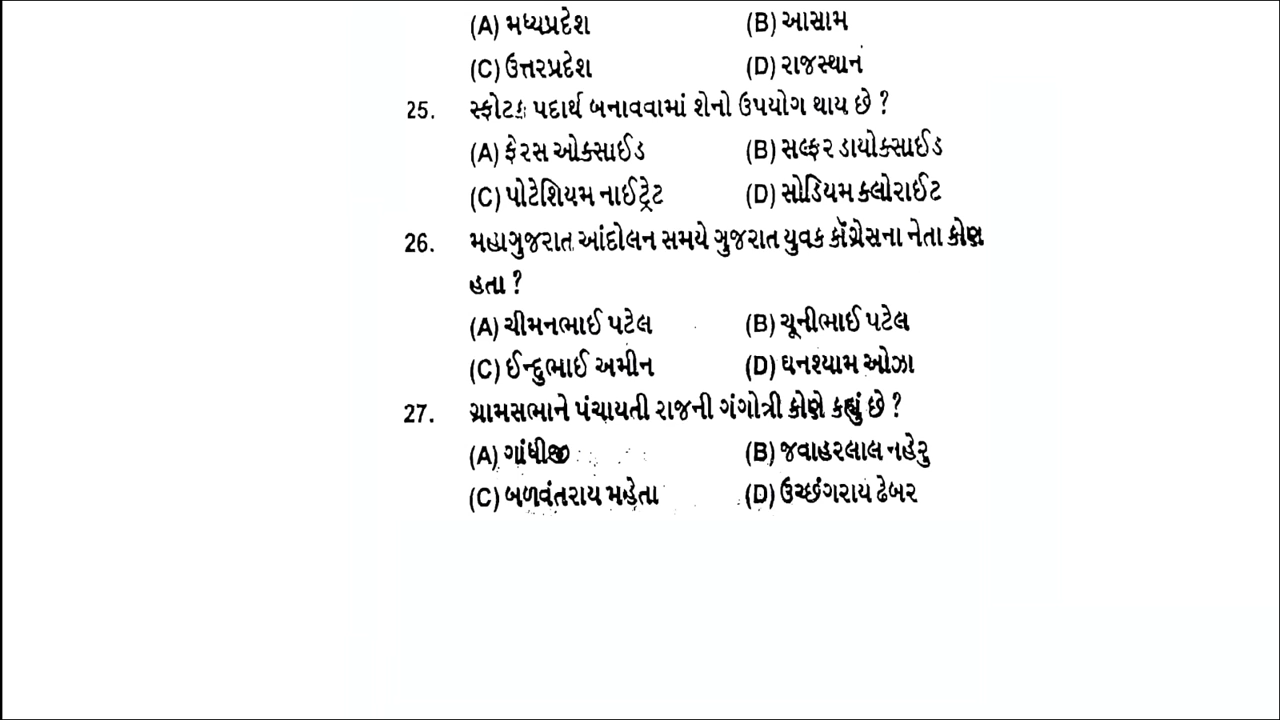 (A) મધ્યપ્રદેશ (B) આસામ
(C) ઉત્તરપ્રદેશ (D) રાજસ્થાન
25. સ્ફોટક પદાર્થ બનાવવામાં શેનો ઉપયોગ થાય છે ?
(A) ફેરસ ઓક્સાઈડ (B) સલ્ફર ડાયોક્સાઈડ
(C) પોટેશિયમ નાઈટ્રેટ (D) સોડિયમ ક્લોરાઈટ
26. મહાગુજરાત આંદોલન સમયે ગુજરાત યુવક કૉંગ્રેસના નેતા કોણ
હતા ?
(A) ચીમનભાઈ પટેલ (B) ચૂનીભાઈ પટેલ
(C) ઈન્દુભાઈ અમીન (D) ઘનશ્યામ ઓઝા
27. ગ્રામસભાને પંચાયતી રાજની ગંગોત્રી કોણે કહ્યું છે ?
(A) ગાંધીજી (B) જવાહરલાલ નહેરુ
(C) બળવંતરાય મહેતા (D) ઉચ્છંગરાય ઢેબર